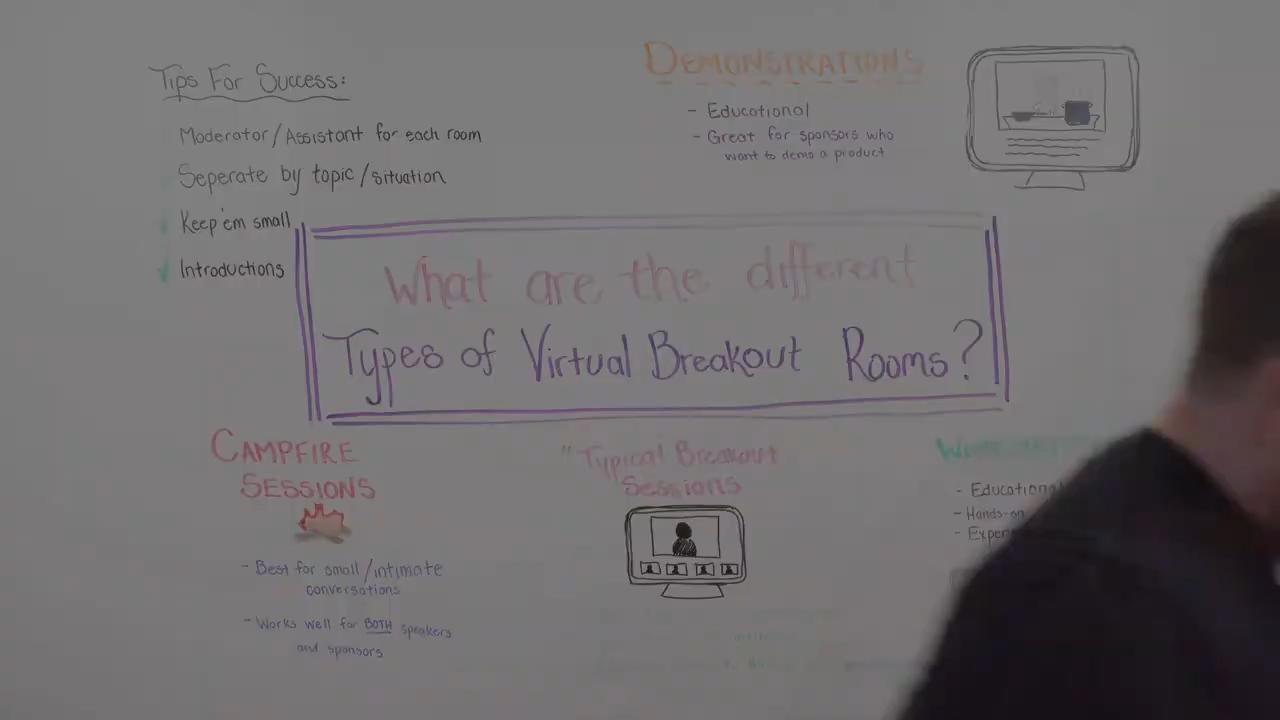 Tips For Success:
Moderator/Assistant for each room
Seperate by topic/situation
Keep'em small
Introductions
DEMONSTRATIONS
- Educational
- Great for sponsors who
want to demo a product
What are the different
Types of Virtual Breakout Rooms?
CAMPFIRE
SESSIONS
- Best for small/intimate
conversations
- Works well for BOTH speakers
and sponsors
"Typical Breakout
Sessions
- Educational
- Hands-on